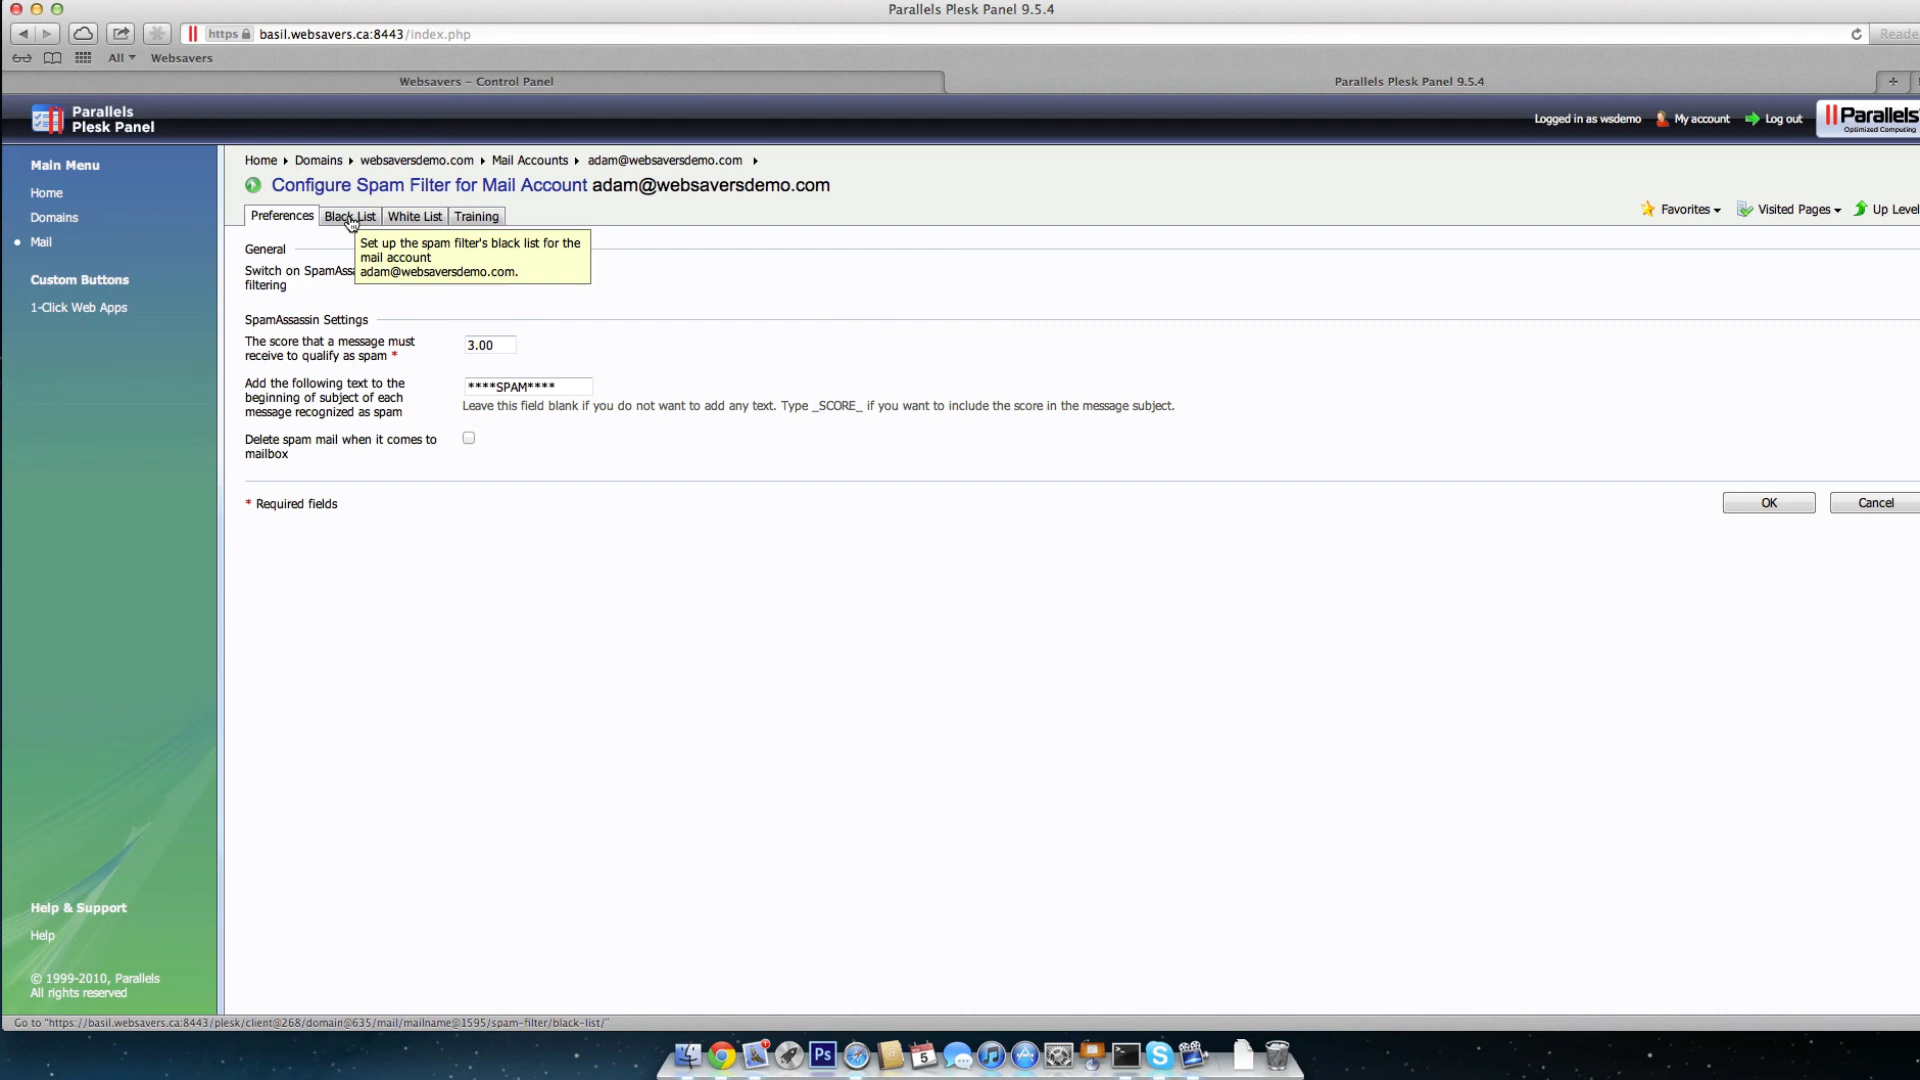 Parallels Plesk Panel 9.5.4
https basil.websavers.ca:8443/index.php
Reade
All Websavers
Websavers – Control Panel
Parallels Plesk Panel 9.5.4
Parallels
Plesk Panel
Logged in as wsdemo My account Log out
Parallels
Optimized Computing
Main Menu
Home
Domains
Mail
Custom Buttons
1-Click Web Apps
Home Domains websaversdemo.com Mail Accounts adam@websaversdemo.com
Configure Spam Filter for Mail Account adam@websaversdemo.com
Favorites Visited Pages Up Level
Preferences Black List White List Training
Set up the spam filter's black list for the
mail account
adam@websaversdemo.com.
General
Switch on SpamAss
filtering
SpamAssassin Settings
The score that a message must
receive to qualify as spam *
3.00
Add the following text to the
beginning of subject of each
message recognized as spam
****SPAM****
Leave this field blank if you do not want to add any text. Type _SCORE_ if you want to include the score in the message subject.
Delete spam mail when it comes to
mailbox
* Required fields
OK Cancel
Help & Support
Help
© 1999-2010, Parallels
All rights reserved
Go to "https://basil.websavers.ca:8443/plesk/client@268/domain@635/mail/mailname@1595/spam-filter/black-list/"
Ps
5